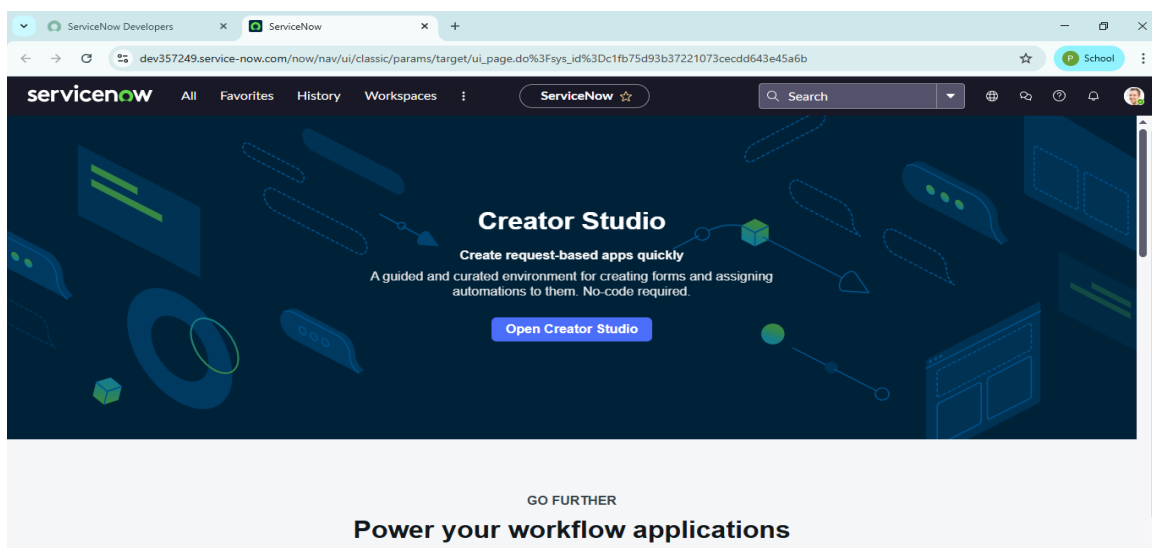 ServiceNow Developers
ServiceNow
dev357249.service-now.com/now/nav/ui/classic/params/target/ui_page.do%3Fsys_id%3Dc1fb75d93b37221073cecdd643e45a6b
P School
servicenow All Favorites History Workspaces ServiceNow Search
Creator Studio
Create request-based apps quickly
A guided and curated environment for creating forms and assigning
automations to them. No-code required.
Open Creator Studio
GO FURTHER
Power your workflow applications